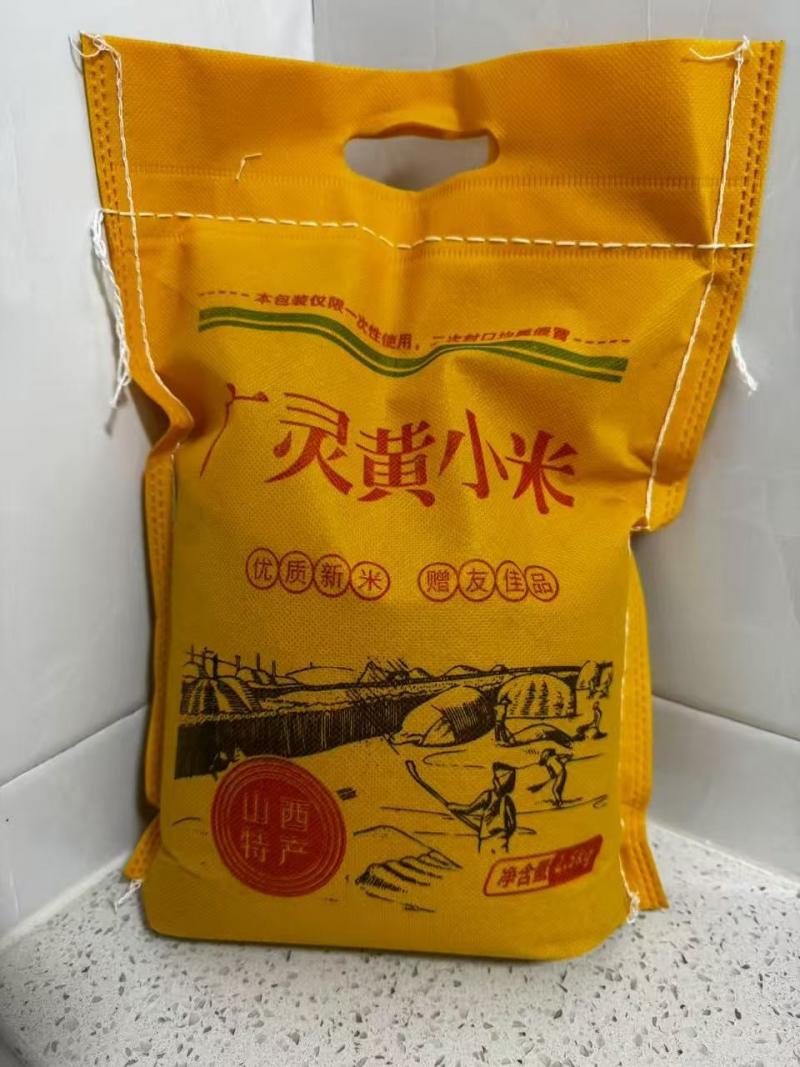 本包装仅限一次性使用，二次封口均属假冒
广灵黄小米
优质新米 赠友佳品
山西
特产
净含量